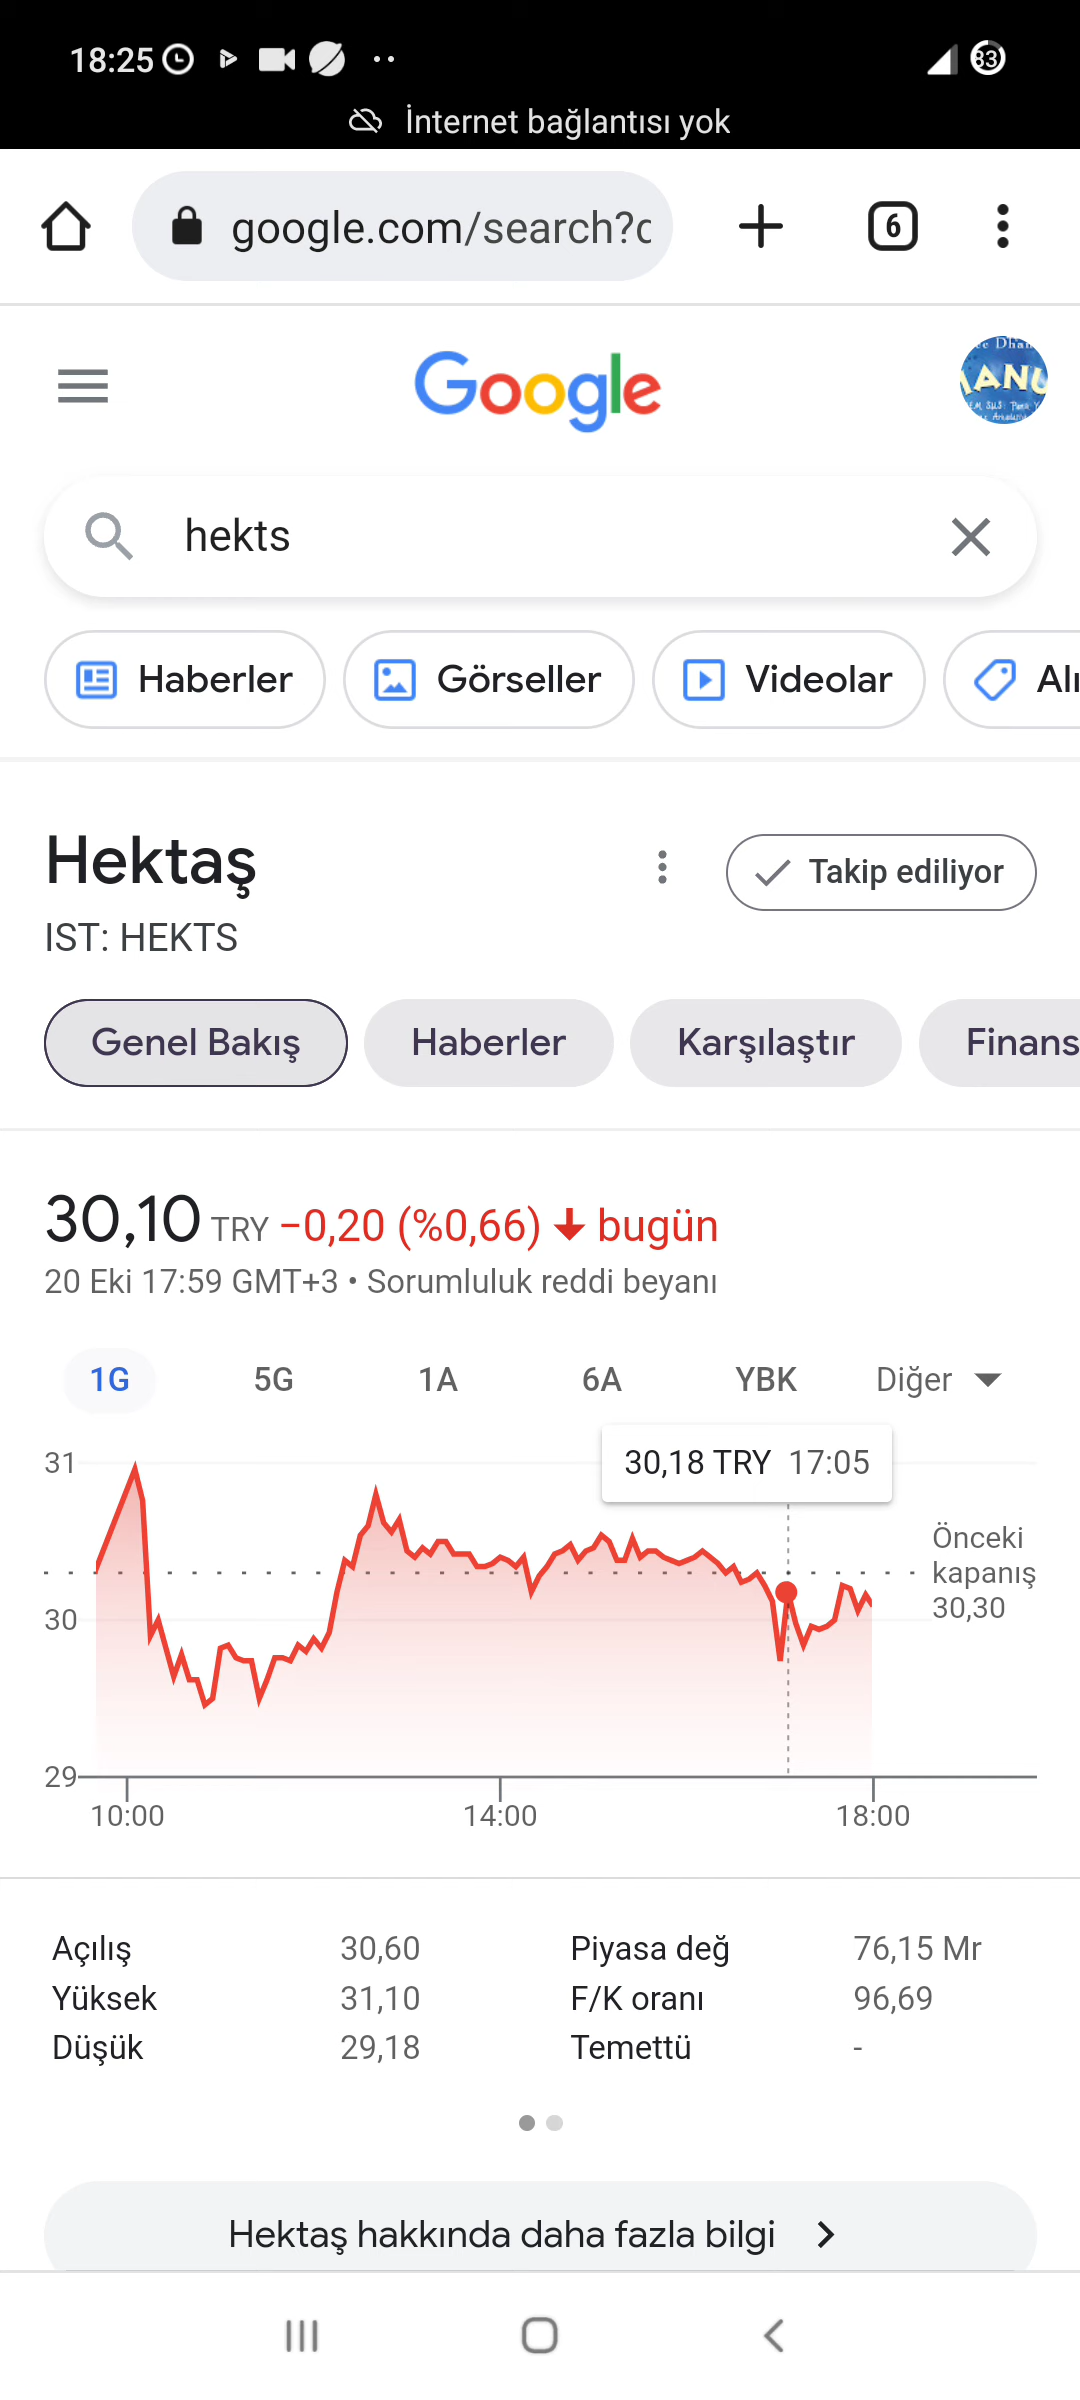 18:25
83
İnternet bağlantısı yok
google.com/search?
6
Google
hekts
Haberler Görseller Videolar
Hektaş
Takip ediliyor
IST: HEKTS
Genel Bakış Haberler Karşılaştır Finans
30,10 TRY −0,20 (%0,66) bugün
20 Eki 17:59 GMT+3 • Sorumluluk reddi beyanı
1G 5G 1A 6A YBK Diğer
30,18 TRY 17:05
31
30
29
Önceki
kapanış
30,30
10:00 14:00 18:00
Açılış 30,60 Piyasa değ 76,15 Mr
Yüksek 31,10 F/K oranı 96,69
Düşük 29,18 Temettü -
Hektaş hakkında daha fazla bilgi